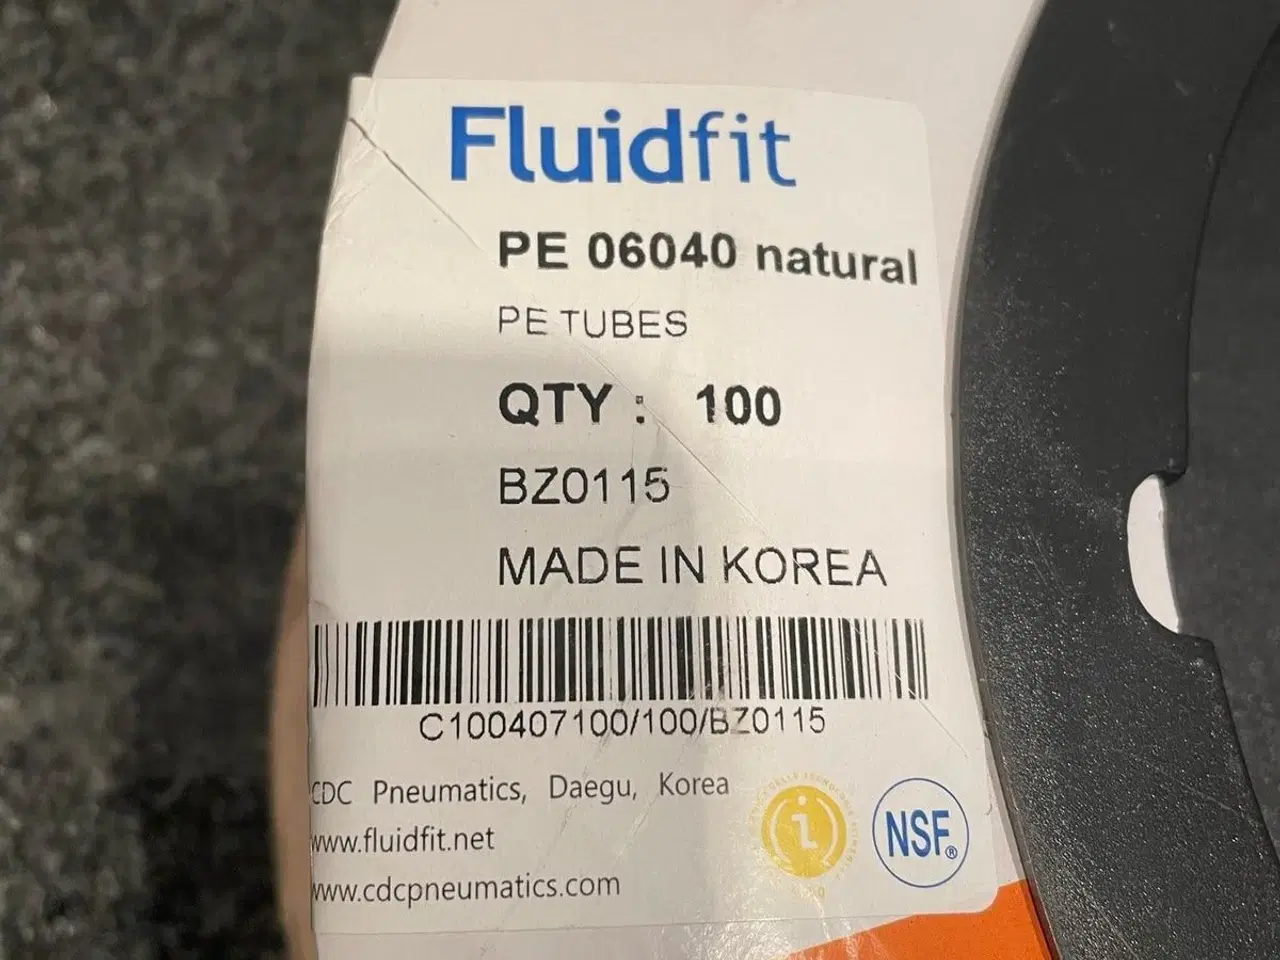 Fluidfit
PE 06040 natural
PE TUBES
QTY : 100
BZ0115
MADE IN KOREA
C100407100/100/BZ0115
CDC Pneumatics, Daegu, Korea
www.fluidfit.net
www.cdcpneumatics.com
i
NSF®